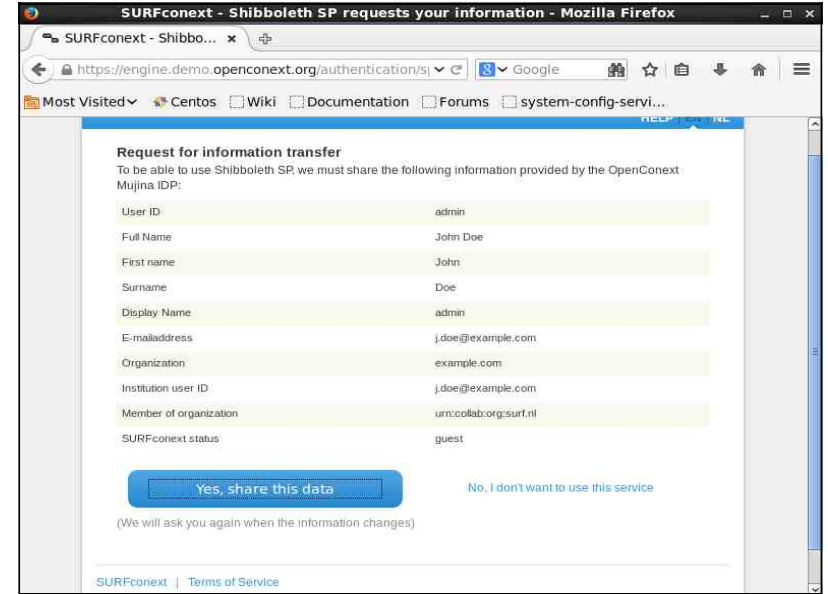 SURFconext - Shibboleth SP requests your information - Mozilla Firefox
SURFconext - Shibbo...
https://engine.demo.openconext.org/authentication/s
Google
Most Visited
Centos
Wiki
Documentation
Forums
system-config-servi...
HELP | EN | NL
Request for information transfer
To be able to use Shibboleth SP, we must share the following information provided by the OpenConext
Mujina IDP:
User ID admin
Full Name John Doe
First name John
Surname Doe
Display Name admin
E-mailaddress j.doe@example.com
Organization example.com
Institution user ID j.doe@example.com
Member of organization urn:collab:org:surf.nl
SURFconext status guest
Yes, share this data
No, I don't want to use this service
(We will ask you again when the information changes)
SURFconext | Terms of Service